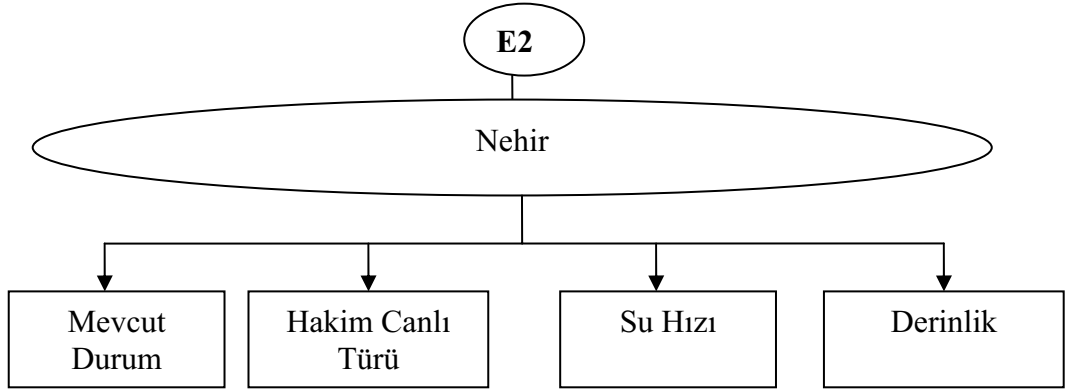 E2
Nehir
Mevcut
Durum
Hakim Canlı
Türü
Su Hızı
Derinlik